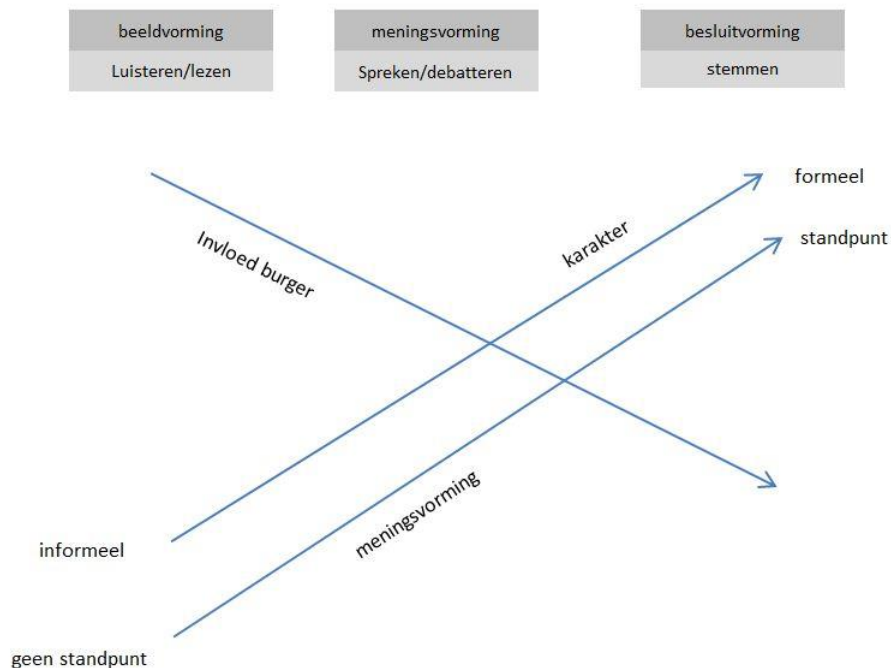 beeldvorming
Luisteren/lezen
meningsvorming
Spreken/debatteren
besluitvorming
stemmen
formeel
standpunt
Invloed burger
karakter
meningsvorming
informeel
geen standpunt